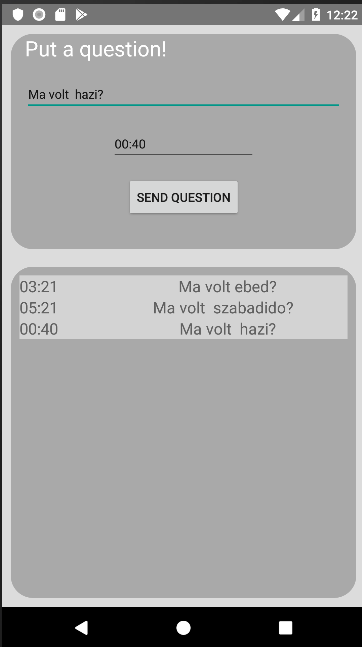 12:22
Put a question!
Ma volt  hazi?
00:40
SEND QUESTION
03:21 Ma volt ebed?
05:21 Ma volt  szabadido?
00:40 Ma volt  hazi?